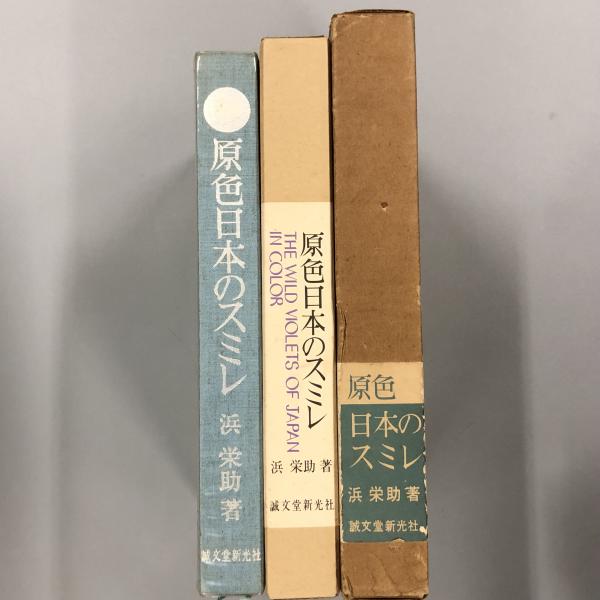 原色日本のスミレ
浜 栄助 著
誠文堂新光社
原色日本のスミレ
THE WILD VIOLETS OF JAPAN
IN COLOR
浜 栄助 著
誠文堂新光社
原色
日本の
スミレ
浜 栄助 著
誠文堂新光社